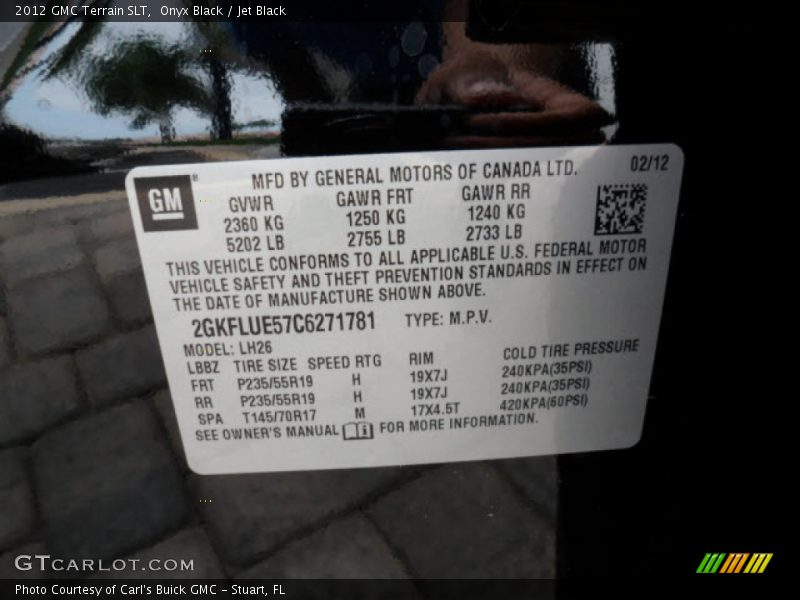 2012 GMC Terrain SLT,  Onyx Black / Jet Black
GM
MFD BY GENERAL MOTORS OF CANADA LTD. 02/12
GVWR GAWR FRT GAWR RR
2360 KG 1250 KG 1240 KG
5202 LB 2755 LB 2733 LB
THIS VEHICLE CONFORMS TO ALL APPLICABLE U.S. FEDERAL MOTOR
VEHICLE SAFETY AND THEFT PREVENTION STANDARDS IN EFFECT ON
THE DATE OF MANUFACTURE SHOWN ABOVE.
2GKFLUE57C6271781 TYPE: M.P.V.
MODEL: LH26
LBBZ TIRE SIZE SPEED RTG RIM COLD TIRE PRESSURE
FRT P235/55R19 H 19X7J 240KPA(35PSI)
RR P235/55R19 H 19X7J 240KPA(35PSI)
SPA T145/70R17 M 17X4.5T 420KPA(60PSI)
SEE OWNER'S MANUAL FOR MORE INFORMATION.
GTCARLOT.COM
Photo Courtesy of Carl's Buick GMC - Stuart, FL